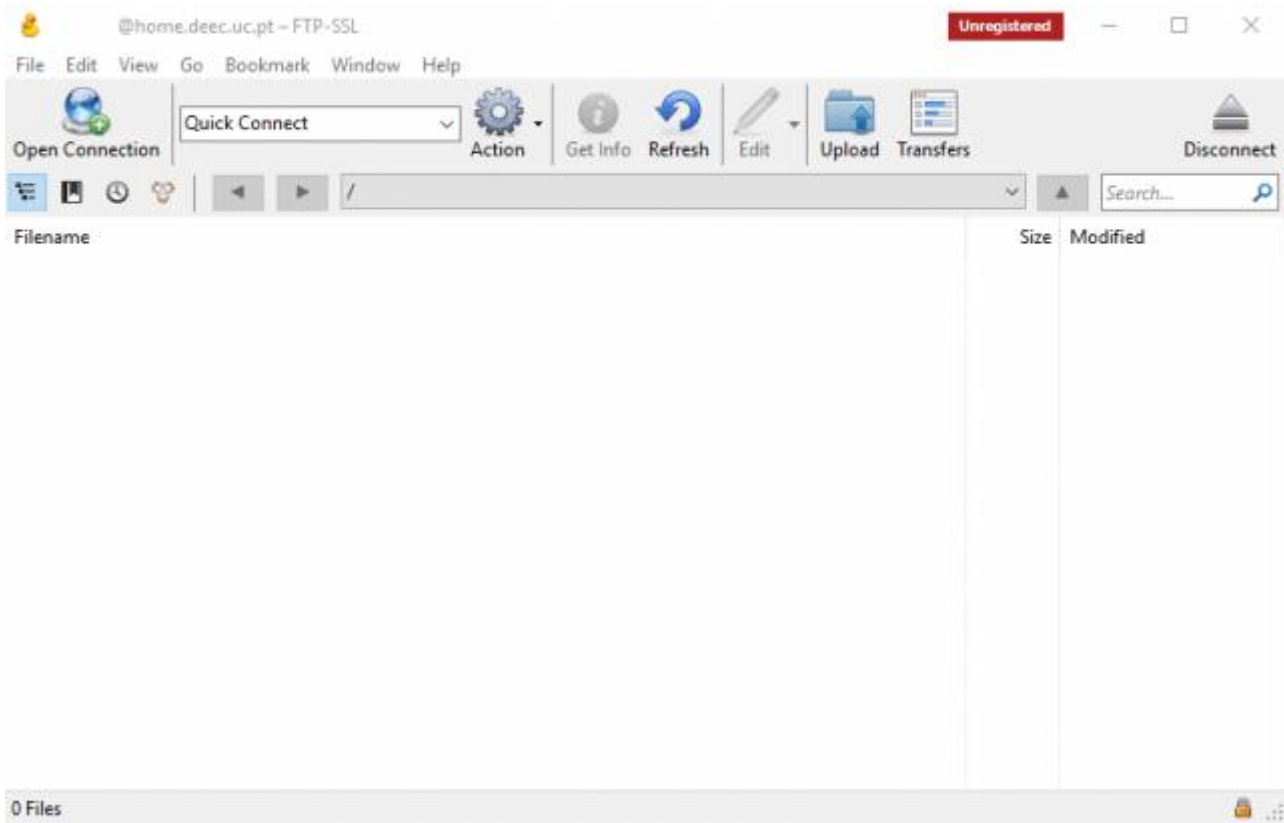 @home.deec.uc.pt – FTP-SSL Unregistered
File Edit View Go Bookmark Window Help
Quick Connect
Open Connection Action Get Info Refresh Edit Upload Transfers Disconnect
/ Search...
Filename Size Modified
0 Files